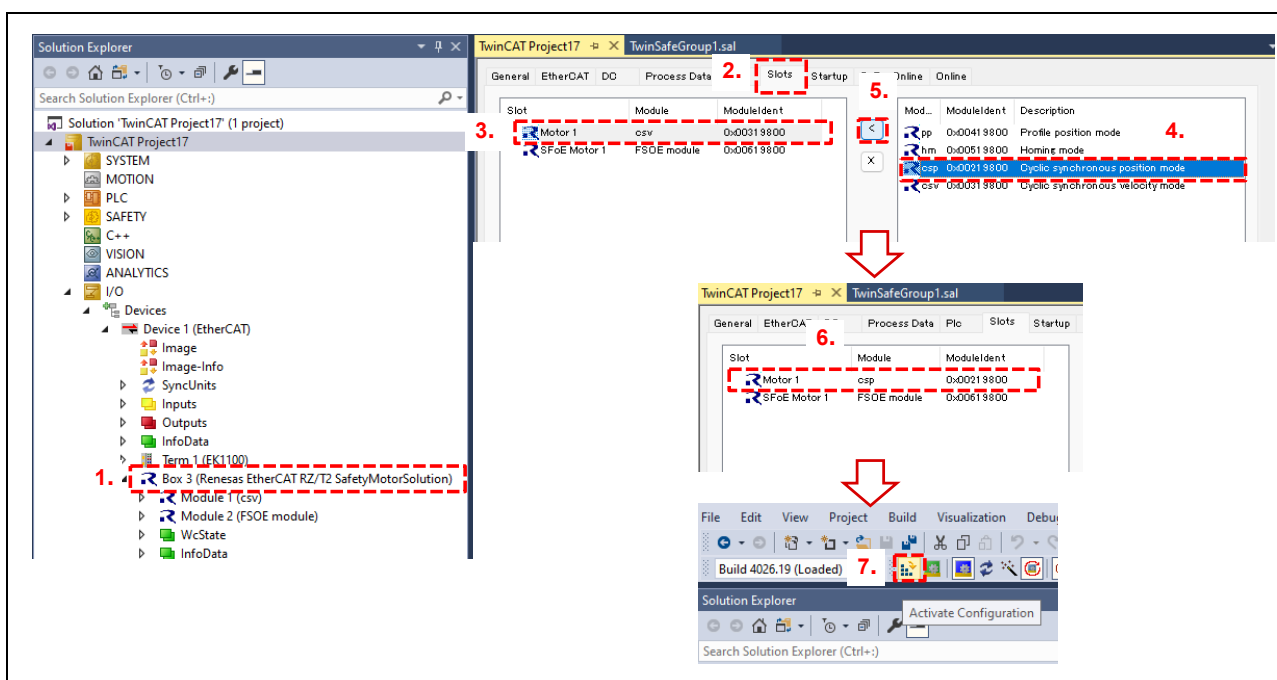 Solution Explorer
Search Solution Explorer (Ctrl+:)
Solution 'TwinCAT Project17' (1 project)
TwinCAT Project17
SYSTEM
MOTION
PLC
SAFETY
C++
VISION
ANALYTICS
I/O
Devices
Device 1 (EtherCAT)
Image
Image-Info
SyncUnits
Inputs
Outputs
InfoData
Term 1 (EK1100)
1. Box 3 (Renesas EtherCAT RZ/T2 SafetyMotorSolution)
Module 1 (csv)
Module 2 (FSOE module)
WcState
InfoData
TwinCAT Project17 TwinSafeGroup1.sal
General EtherCAT DC Process Data 2. Slots Startup Online Online
5.
Slot Module ModuleIdent
3. Motor 1 csv 0x00319800
SFoE Motor 1 FSOE module 0x00619800
<
X
Mod... ModuleIdent Description
pp 0x00419800 Profile position mode 4.
hm 0x00519800 Homing mode
csp 0x00219800 Cyclic synchronous position mode
csv 0x00319800 Cyclic synchronous velocity mode
TwinCAT Project17 TwinSafeGroup1.sal
General EtherCAT Process Data Plc Slots Startup
6.
Slot Module ModuleIdent
Motor 1 csp 0x00219800
SFoE Motor 1 FSOE module 0x00619800
File Edit View Project Build Visualization
Build 4026.19 (Loaded) 7.
Solution Explorer
Activate Configuration
Search Solution Explorer (Ctrl+:)